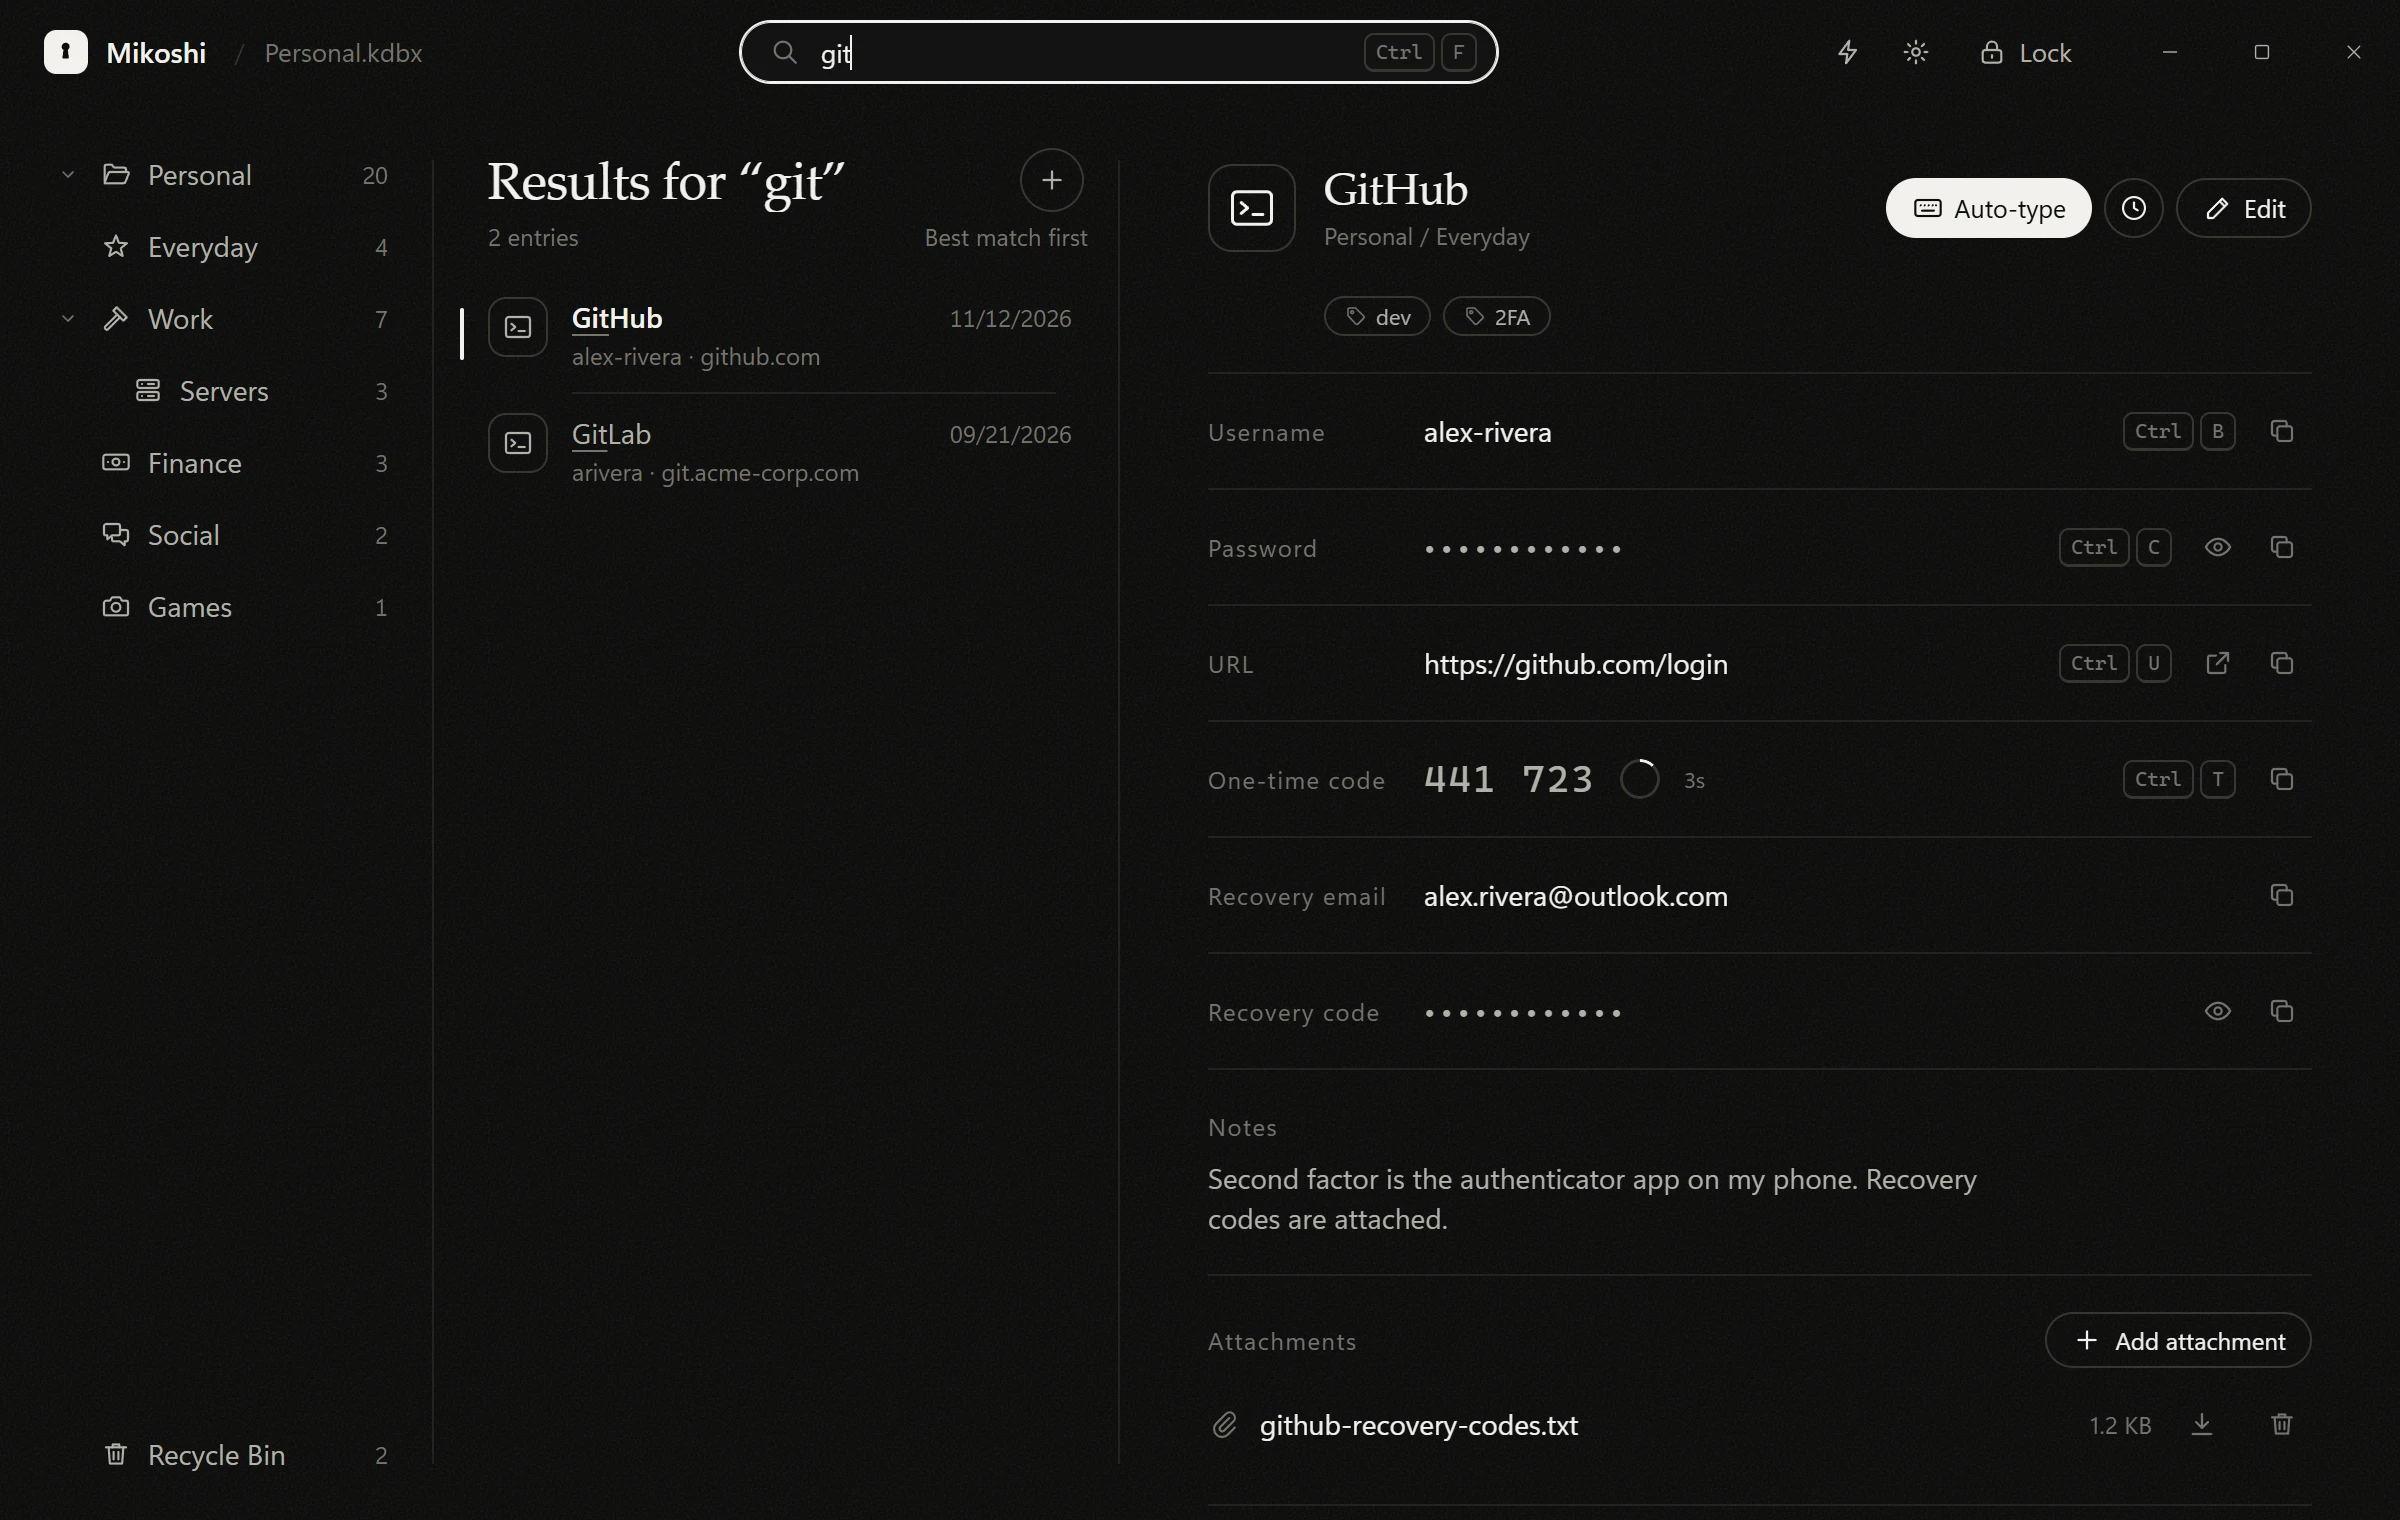 Mikoshi / Personal.kdbx
git
Ctrl F
Lock
Personal 20
Everyday 4
Work 7
Servers 3
Finance 3
Social 2
Games 1
Recycle Bin 2
Results for “git”
2 entries
Best match first
GitHub 11/12/2026
alex-rivera · github.com
GitLab 09/21/2026
arivera · git.acme-corp.com
GitHub
Personal / Everyday
Auto-type
Edit
dev
2FA
Username alex-rivera Ctrl B
Password •••••••••••• Ctrl C
URL https://github.com/login Ctrl U
One-time code 441 723 3s Ctrl T
Recovery email alex.rivera@outlook.com
Recovery code ••••••••••••
Notes
Second factor is the authenticator app on my phone. Recovery
codes are attached.
Attachments
Add attachment
github-recovery-codes.txt 1.2 KB